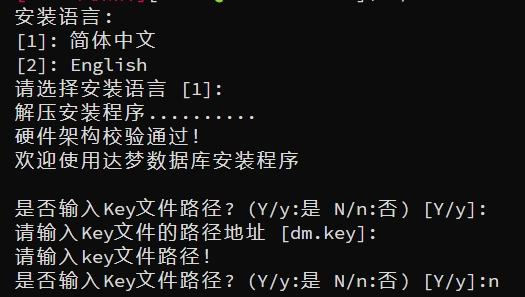 安装语言:
[1]: 简体中文
[2]: English
请选择安装语言 [1]:
解压安装程序..........
硬件架构校验通过!
欢迎使用达梦数据库安装程序
是否输入Key文件路径? (Y/y:是 N/n:否) [Y/y]:
请输入Key文件的路径地址 [dm.key]:
请输入key文件路径!
是否输入Key文件路径? (Y/y:是 N/n:否) [Y/y]:n